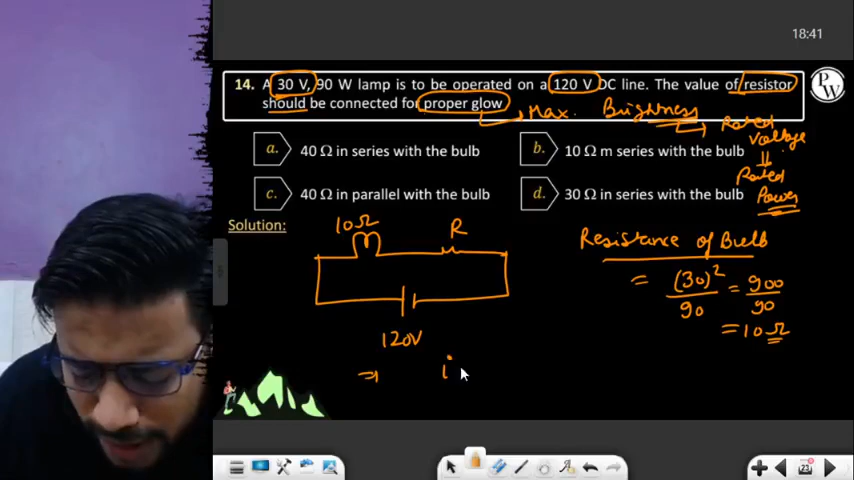 18:41
14. A 30 V, 90 W lamp is to be operated on a 120 V DC line. The value of resistor
should be connected for proper glow
Max. Brightness
Rated
Voltage
Rated
Power
PW
a. 40 Ω in series with the bulb
b. 10 Ω m series with the bulb
c. 40 Ω in parallel with the bulb
d. 30 Ω in series with the bulb
Solution:
10Ω
R
120V
⇒ i
Resistance of Bulb
= (30)²/90 = 900/90
= 10 Ω
23